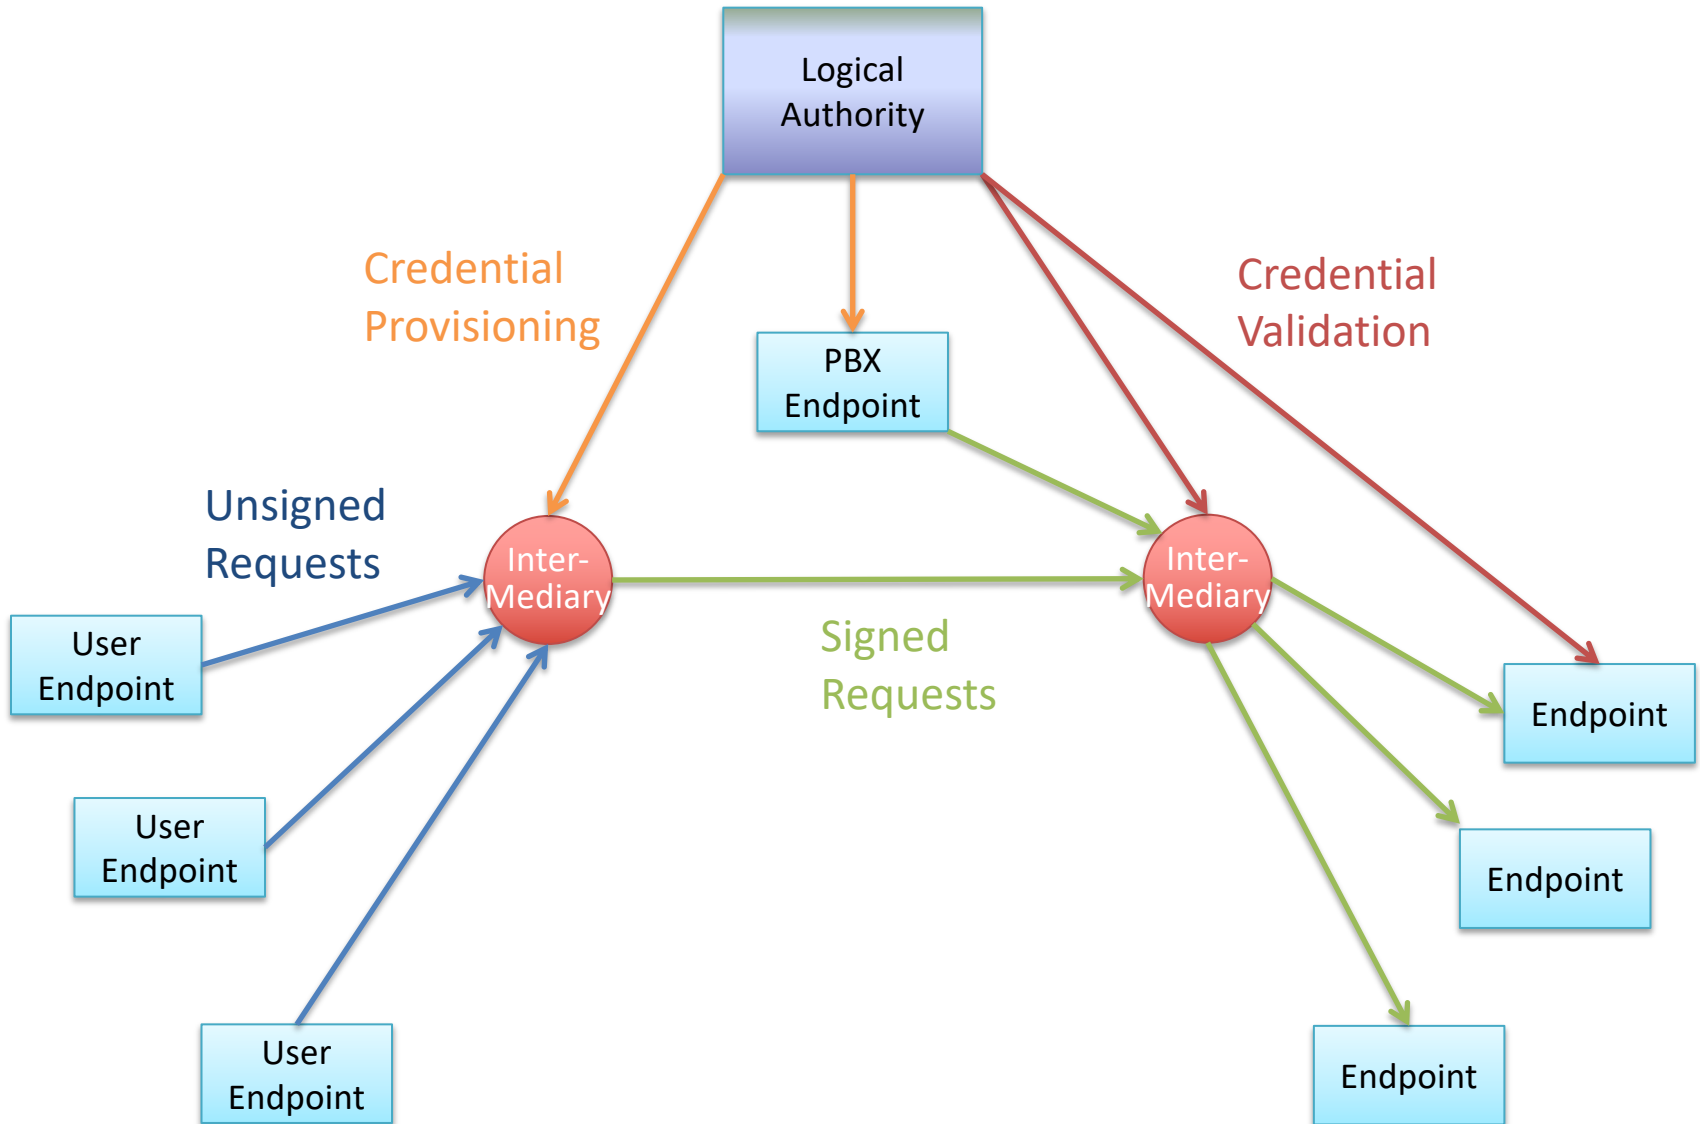 Logical
Authority
Credential
Provisioning
Credential
Validation
PBX
Endpoint
Unsigned
Requests
Inter-
Mediary
Inter-
Mediary
Signed
Requests
User
Endpoint
Endpoint
User
Endpoint
Endpoint
User
Endpoint
Endpoint